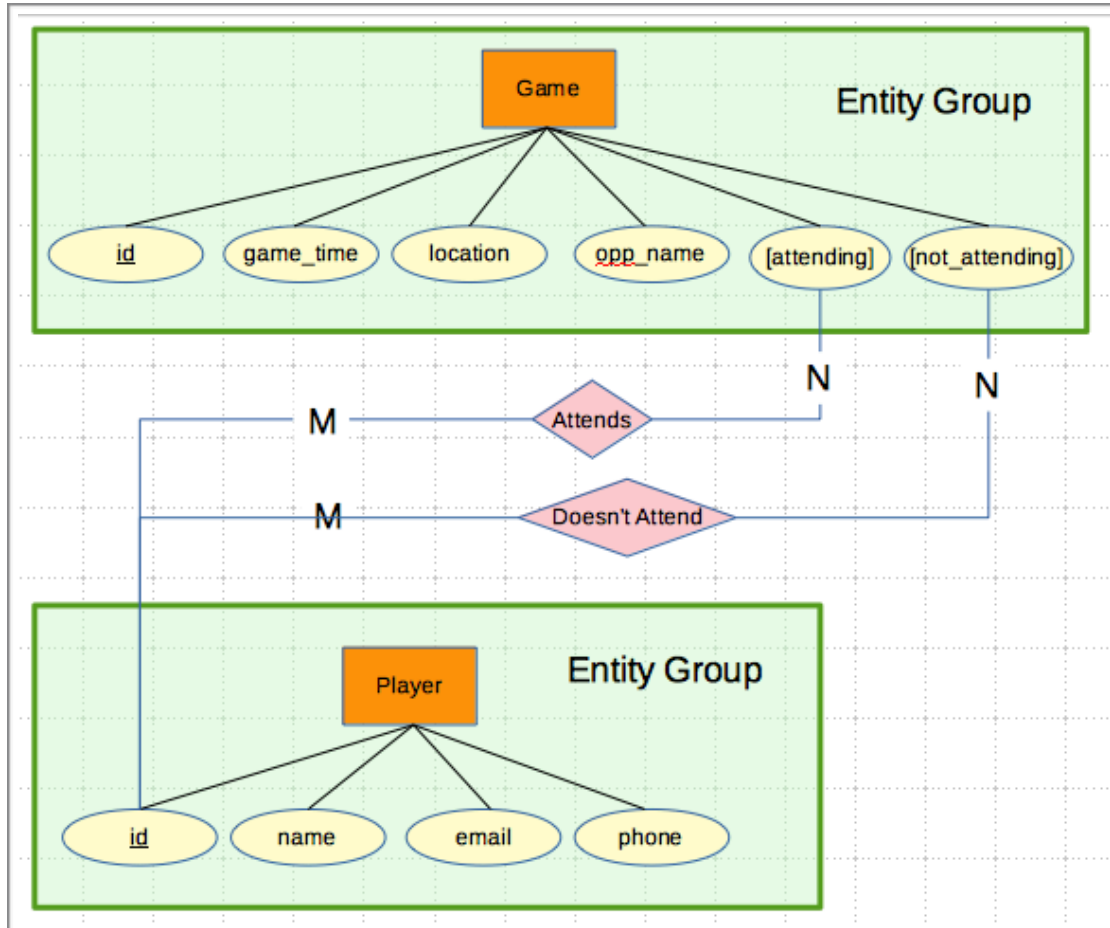 Game
Entity Group
id
game_time
location
opp_name
[attending]
[not_attending]
N
N
M
Attends
M
Doesn't Attend
Player
Entity Group
id
name
email
phone